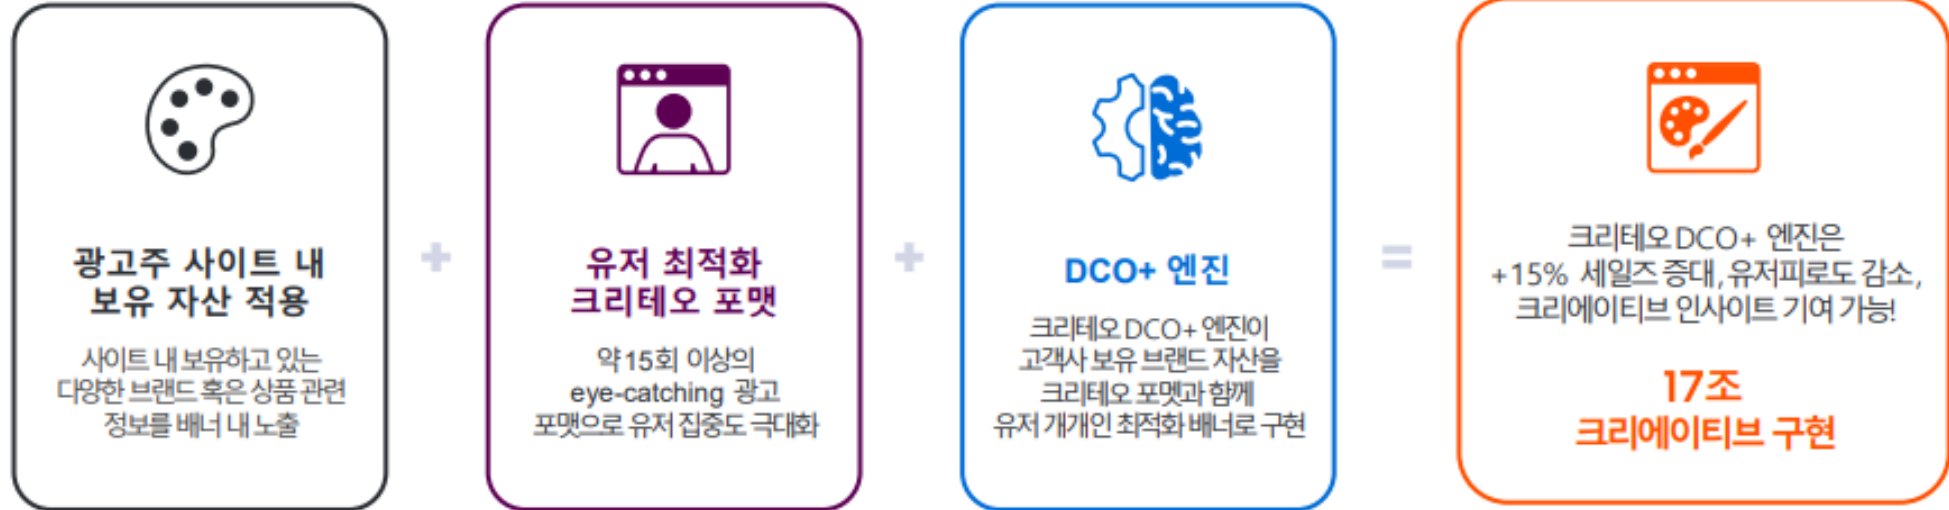 광고주 사이트 내
보유 자산 적용
사이트 내 보유하고 있는
다양한 브랜드 혹은 상품 관련
정보를 배너 내 노출
+
유저 최적화
크리테오 포맷
약 15회 이상의
eye-catching 광고
포맷으로 유저 집중도 극대화
+
DCO+ 엔진
크리테오 DCO+ 엔진이
고객사 보유 브랜드 자산을
크리테오 포멧과 함께
유저 개개인 최적화 배너로 구현
=
크리테오 DCO+ 엔진은
+15% 세일즈 증대, 유저피로도 감소,
크리에이티브 인사이트 기여 가능!
17조
크리에이티브 구현